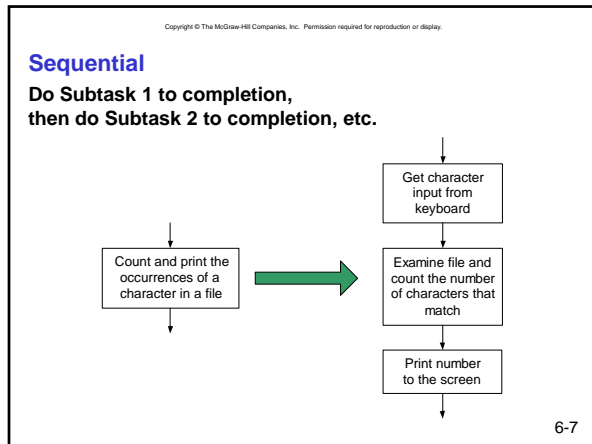 Copyright © The McGraw-Hill Companies, Inc. Permission required for reproduction or display.
Sequential
Do Subtask 1 to completion,
then do Subtask 2 to completion, etc.
Count and print the
occurrences of a
character in a file
Get character
input from
keyboard
Examine file and
count the number
of characters that
match
Print number
to the screen
6-7